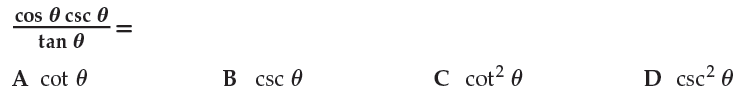 cos θ csc θ / tan θ =
A cot θ B csc θ C cot² θ D csc² θ